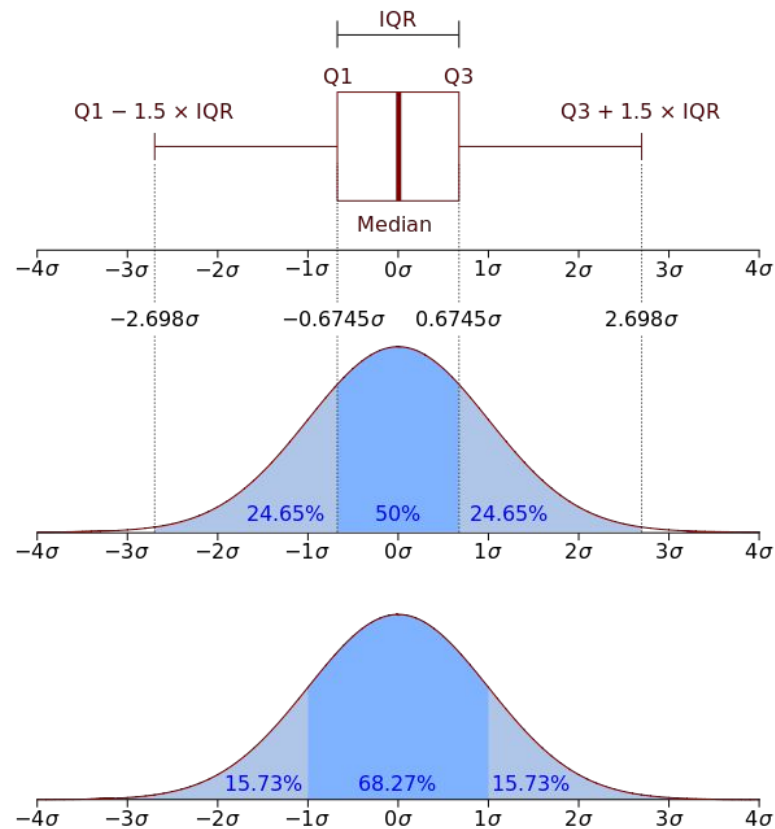 IQR
Q1 Q3
Q1 − 1.5 × IQR Q3 + 1.5 × IQR
Median
−4σ −3σ −2σ −1σ 0σ 1σ 2σ 3σ 4σ
−2.698σ −0.6745σ 0.6745σ 2.698σ
24.65% 50% 24.65%
−4σ −3σ −2σ −1σ 0σ 1σ 2σ 3σ 4σ
15.73% 68.27% 15.73%
−4σ −3σ −2σ −1σ 0σ 1σ 2σ 3σ 4σ